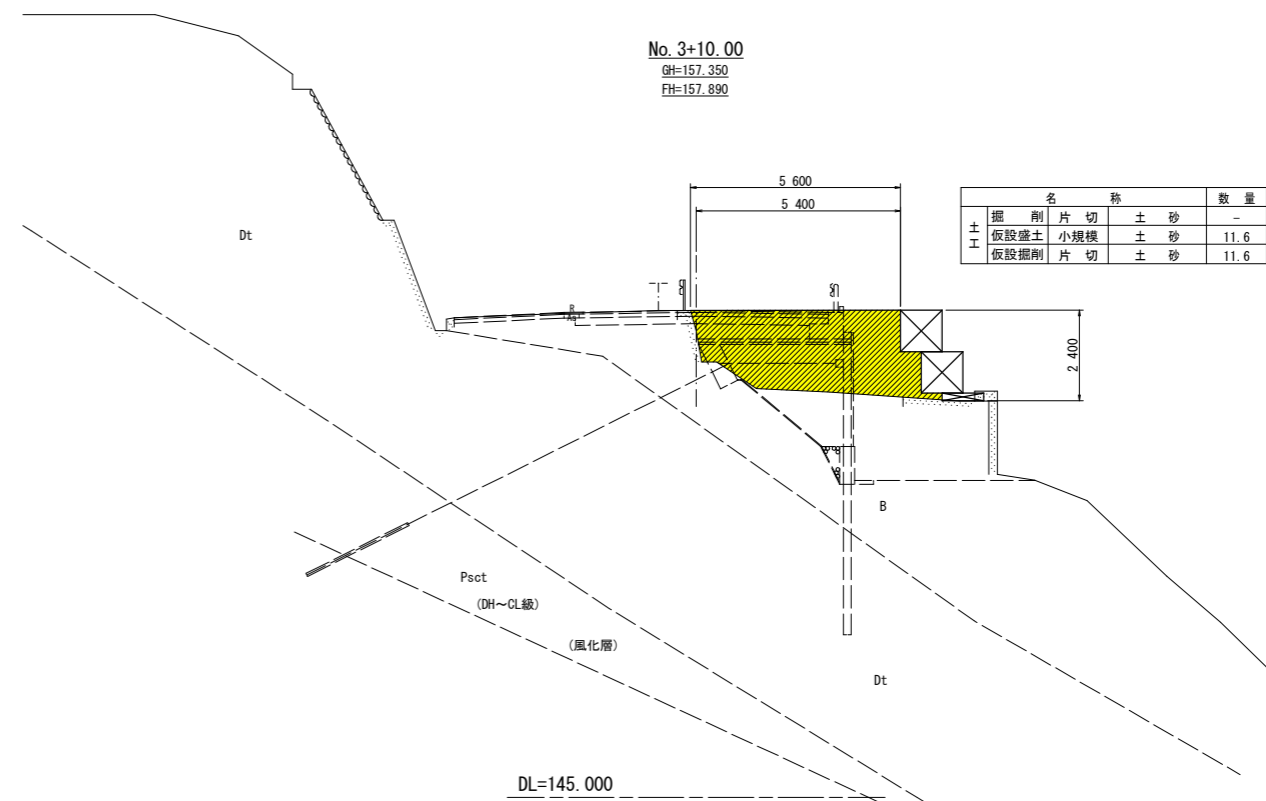 No. 3+10.00
GH=157.350
FH=157.890
5 600
5 400
名 称 数 量
土工 掘 削 片 切 土 砂 -
仮設盛土 小規模 土 砂 11.6
仮設掘削 片 切 土 砂 11.6
Dt
2 400
B
Psct
(DH～CL級)
(風化層)
Dt
DL=145.000